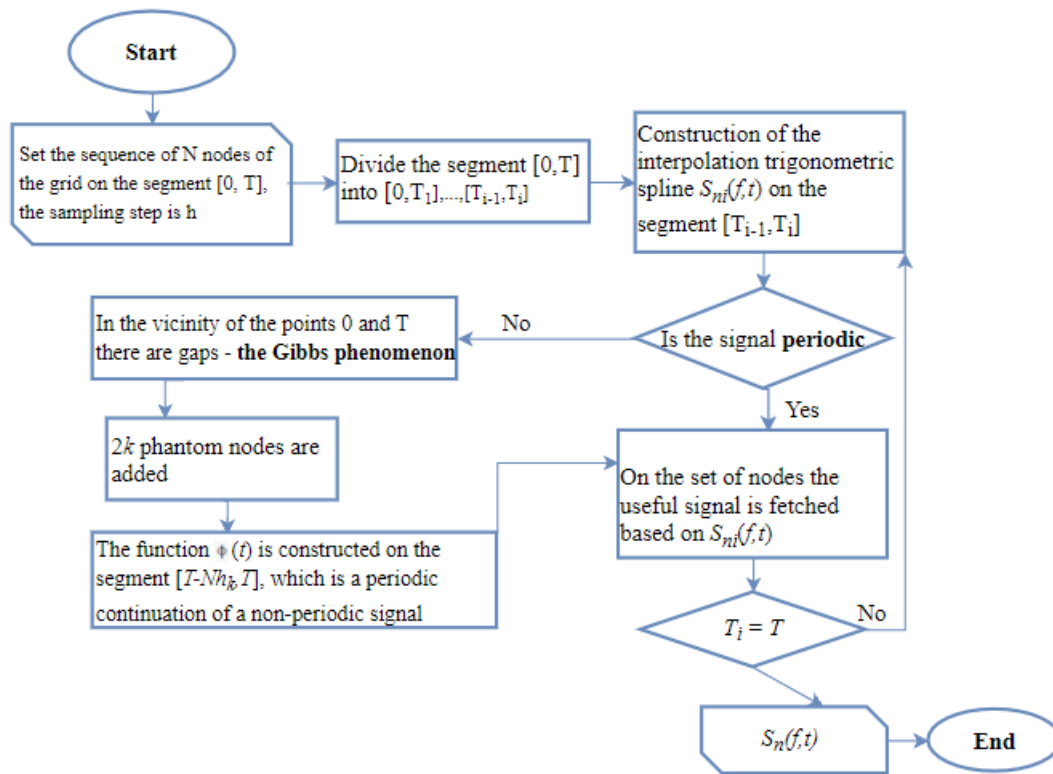 Start
Set the sequence of N nodes of
the grid on the segment [0, T],
the sampling step is h
Divide the segment [0,T]
into [0,T₁],...,[Tᵢ₋₁,Tᵢ]
Construction of the
interpolation trigonometric
spline Sₙᵢ(f,t) on the
segment [Tᵢ₋₁,Tᵢ]
Is the signal periodic
No
Yes
In the vicinity of the points 0 and T
there are gaps - the Gibbs phenomenon
2k phantom nodes are
added
The function ϕ(t) is constructed on the
segment [T-Nhₖ,T], which is a periodic
continuation of a non-periodic signal
On the set of nodes the
useful signal is fetched
based on Sₙᵢ(f,t)
Tᵢ = T
No
Sₙ(f,t)
End